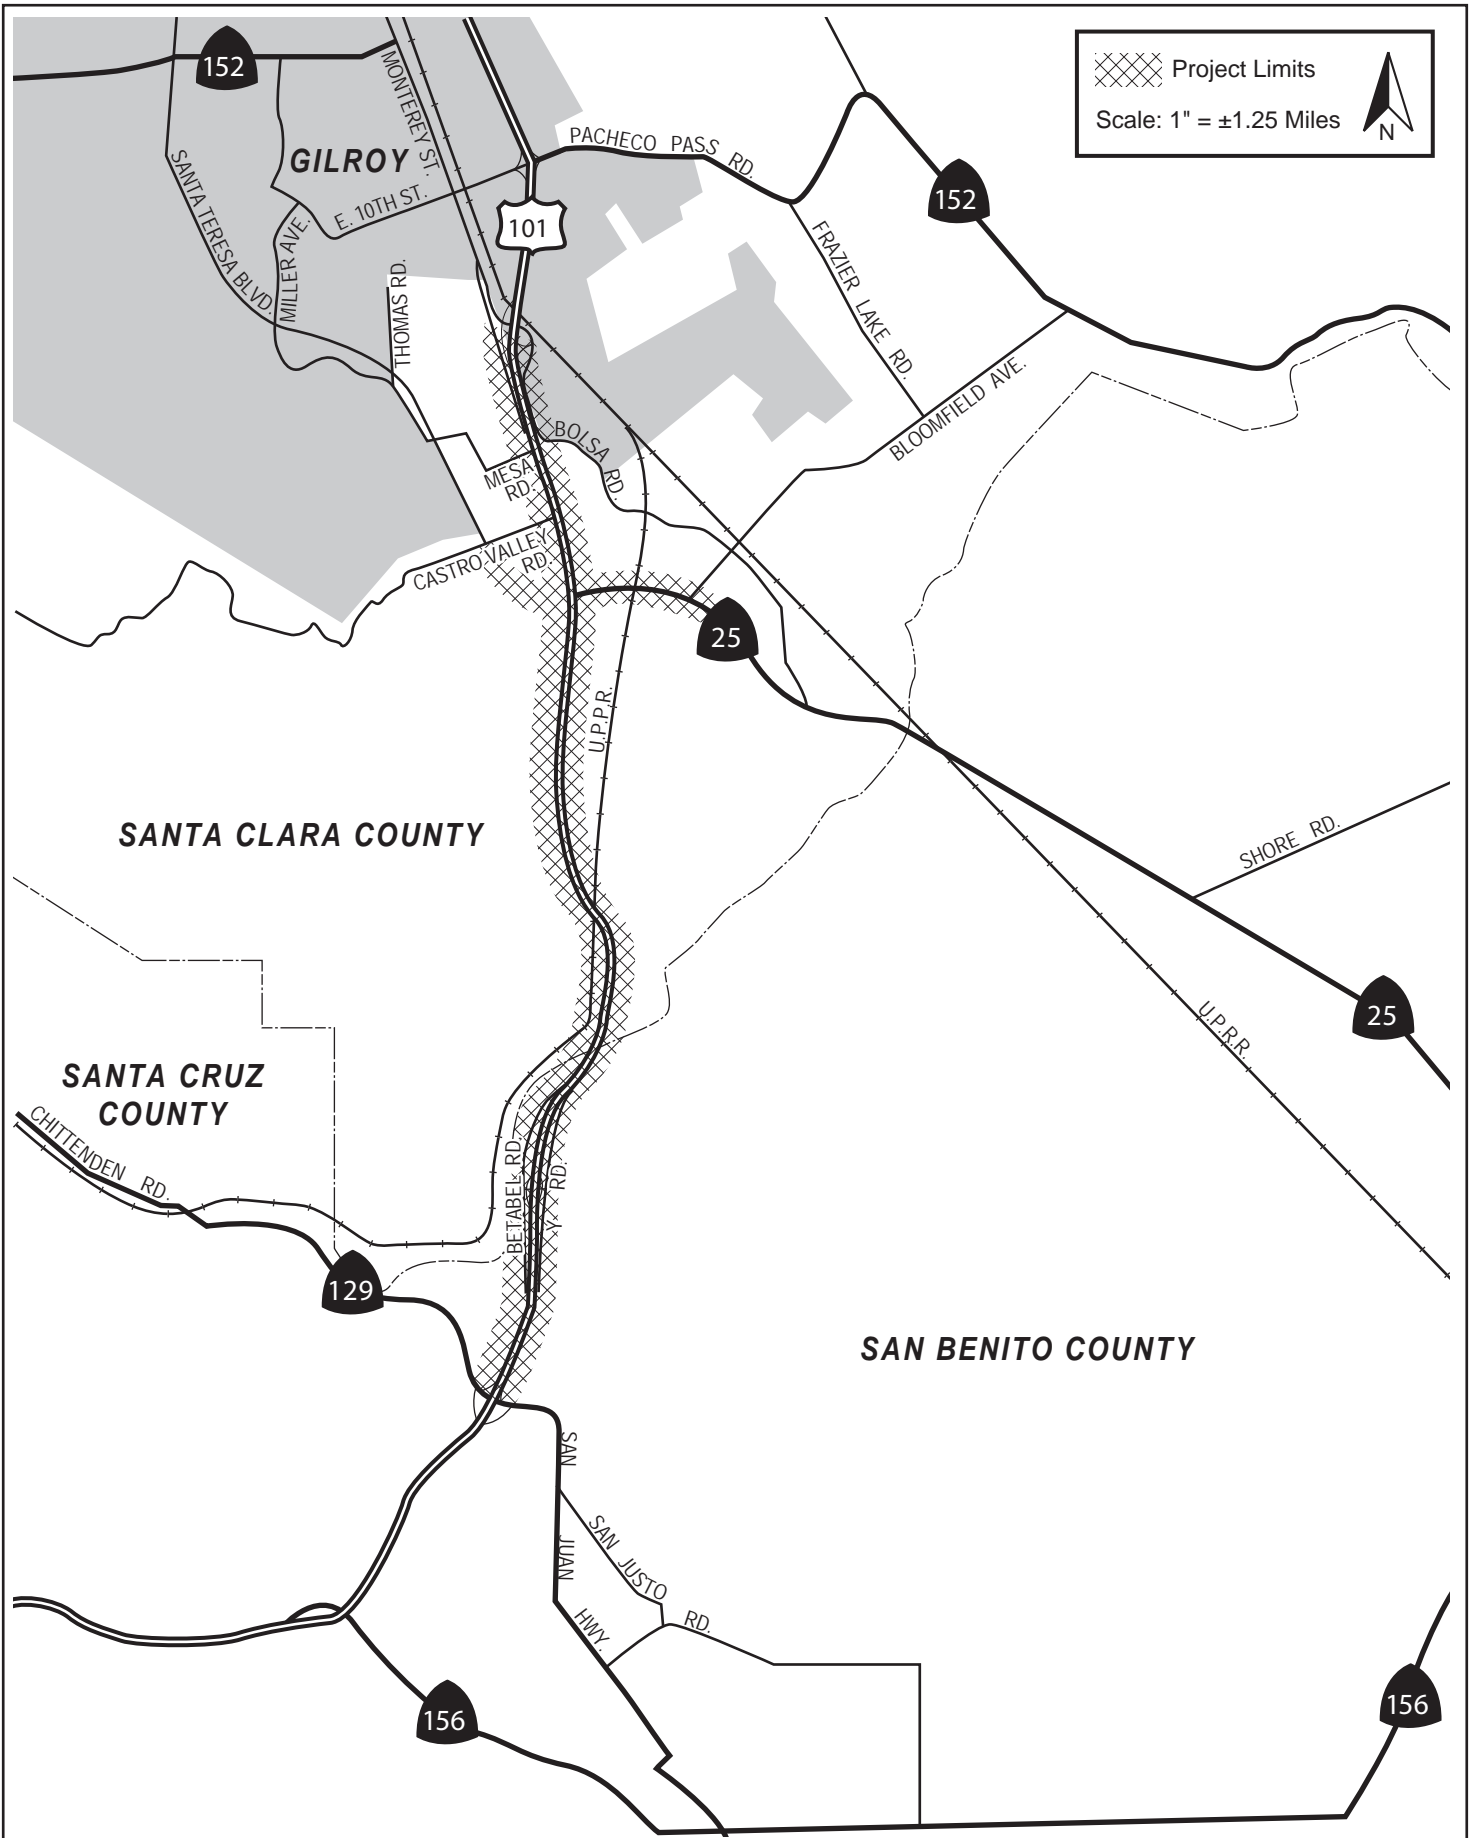 152
MONTEREY ST.
Project Limits
Scale: 1" = ±1.25 Miles
N
PACHECO PASS RD.
GILROY
SANTA TERESA BLVD.
E. 10TH ST.
152
101
MILLER AVE.
THOMAS RD.
FRAZIER LAKE RD.
BLOOMFIELD AVE.
BOLSA RD.
MESA
RD.
CASTRO VALLEY
RD.
25
U.P.P.R.
SANTA CLARA COUNTY
SHORE RD.
25
U.P.R.R.
SANTA CRUZ
COUNTY
CHITTENDEN RD.
BETABEL RD.
Y RD.
129
SAN BENITO COUNTY
SAN JUAN HWY.
SAN JUSTO RD.
156
156